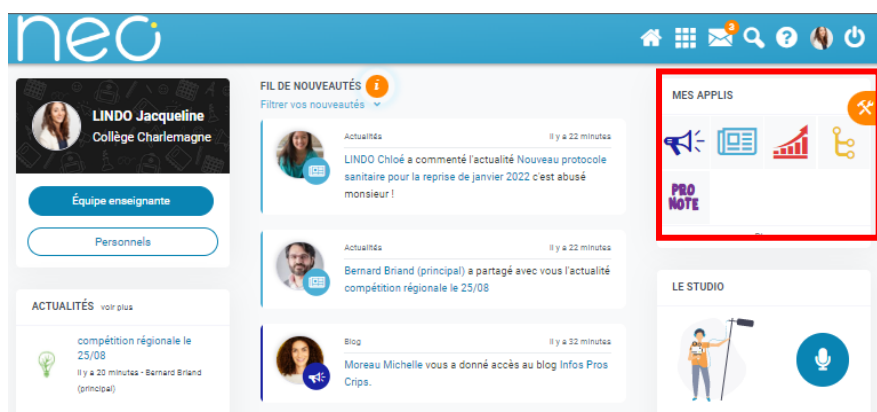 neo
3
LINDO Jacqueline
Collège Charlemagne
Équipe enseignante
Personnels
ACTUALITÉS voir plus
compétition régionale le
25/08
Il y a 20 minutes - Bernard Briand
(principal)
FIL DE NOUVEAUTÉS i
Filtrer vos nouveautés
Actualités Il y a 22 minutes
LINDO Chloé a commenté l'actualité Nouveau protocole
sanitaire pour la reprise de janvier 2022 c'est abusé
monsieur !
Actualités Il y a 22 minutes
Bernard Briand (principal) a partagé avec vous l'actualité
compétition régionale le 25/08
Blog Il y a 32 minutes
Moreau Michelle vous a donné accès au blog Infos Pros
Crips.
MES APPLIS
PRO
NOTE
LE STUDIO